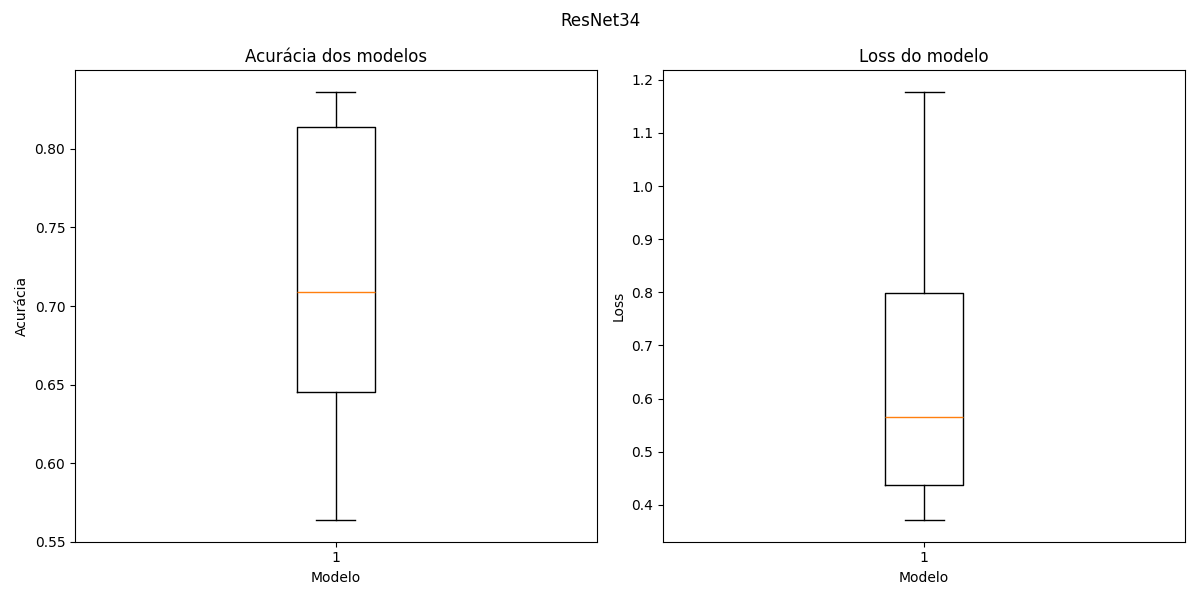 ResNet34
Acurácia dos modelos
Acurácia
0.80
0.75
0.70
0.65
0.60
0.55
1
Modelo
Loss do modelo
Loss
1.2
1.1
1.0
0.9
0.8
0.7
0.6
0.5
0.4
1
Modelo